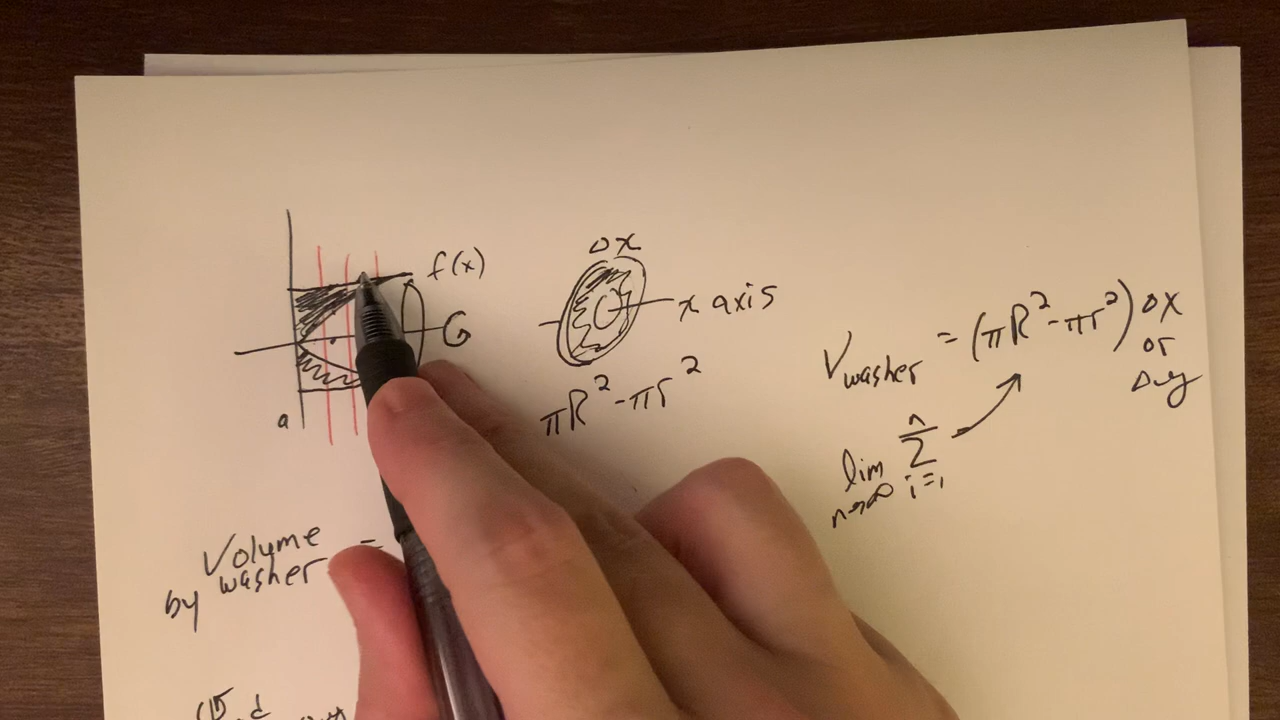 f(x)
a
Δx
x axis
πR² - πr²
V washer = (πR² - πr²) Δx
or
Δy
lim n→∞ n Σ i=1
Volume
by washer =